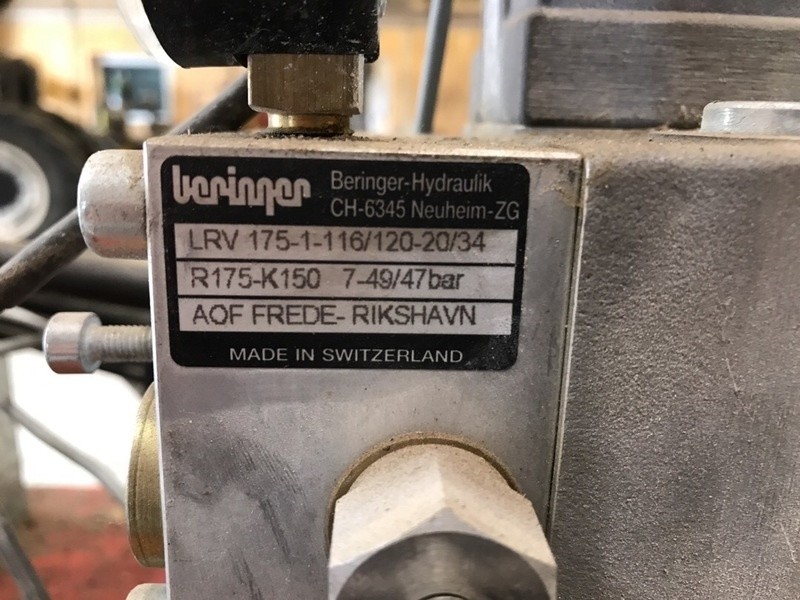 beringer
Beringer-Hydraulik
CH-6345 Neuheim-ZG
LRV 175-1-116/120-20/34
R175-K150 7-49/47bar
AOF FREDE- RIKSHAVN
MADE IN SWITZERLAND